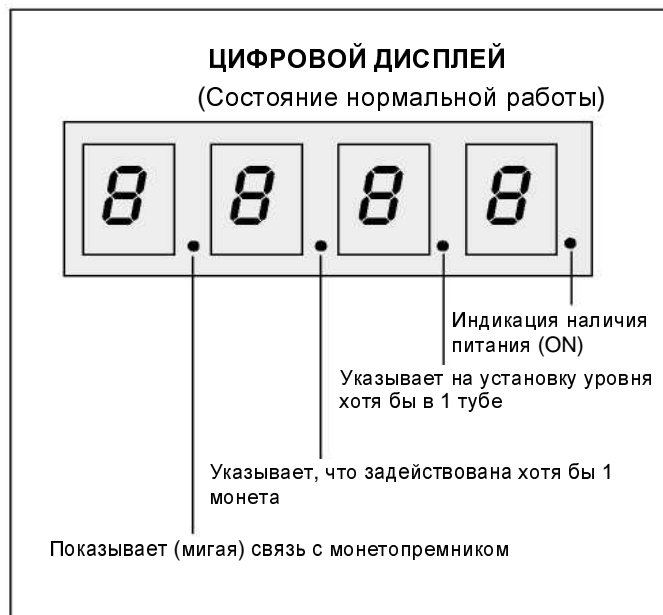 ЦИФРОВОЙ ДИСПЛЕЙ
(Состояние нормальной работы)
8. 8. 8. 8.
Индикация наличия
питания (ON)
Указывает на установку уровня
хотя бы в 1 тубе
Указывает, что задействована хотя бы 1
монета
Показывает (мигая) связь с монетопремником